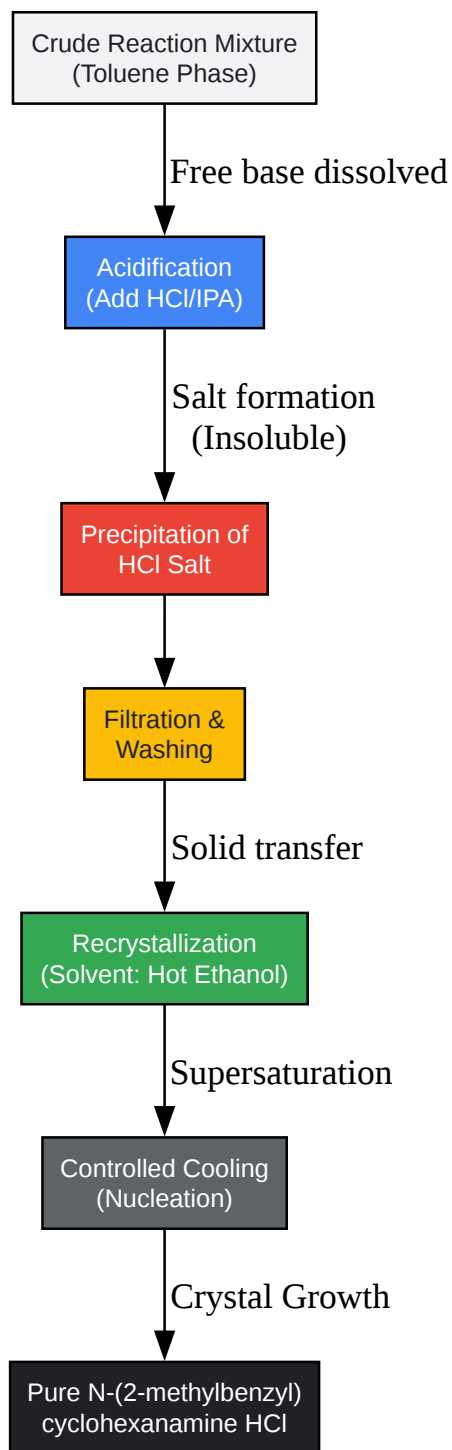 Crude Reaction Mixture
(Toluene Phase)
Free base dissolved
Acidification
(Add HCl/IPA)
Salt formation
(Insoluble)
Precipitation of
HCl Salt
Filtration &
Washing
Solid transfer
Recrystallization
(Solvent: Hot Ethanol)
Supersaturation
Controlled Cooling
(Nucleation)
Crystal Growth
Pure N-(2-methylbenzyl)
cyclohexanamine HCl